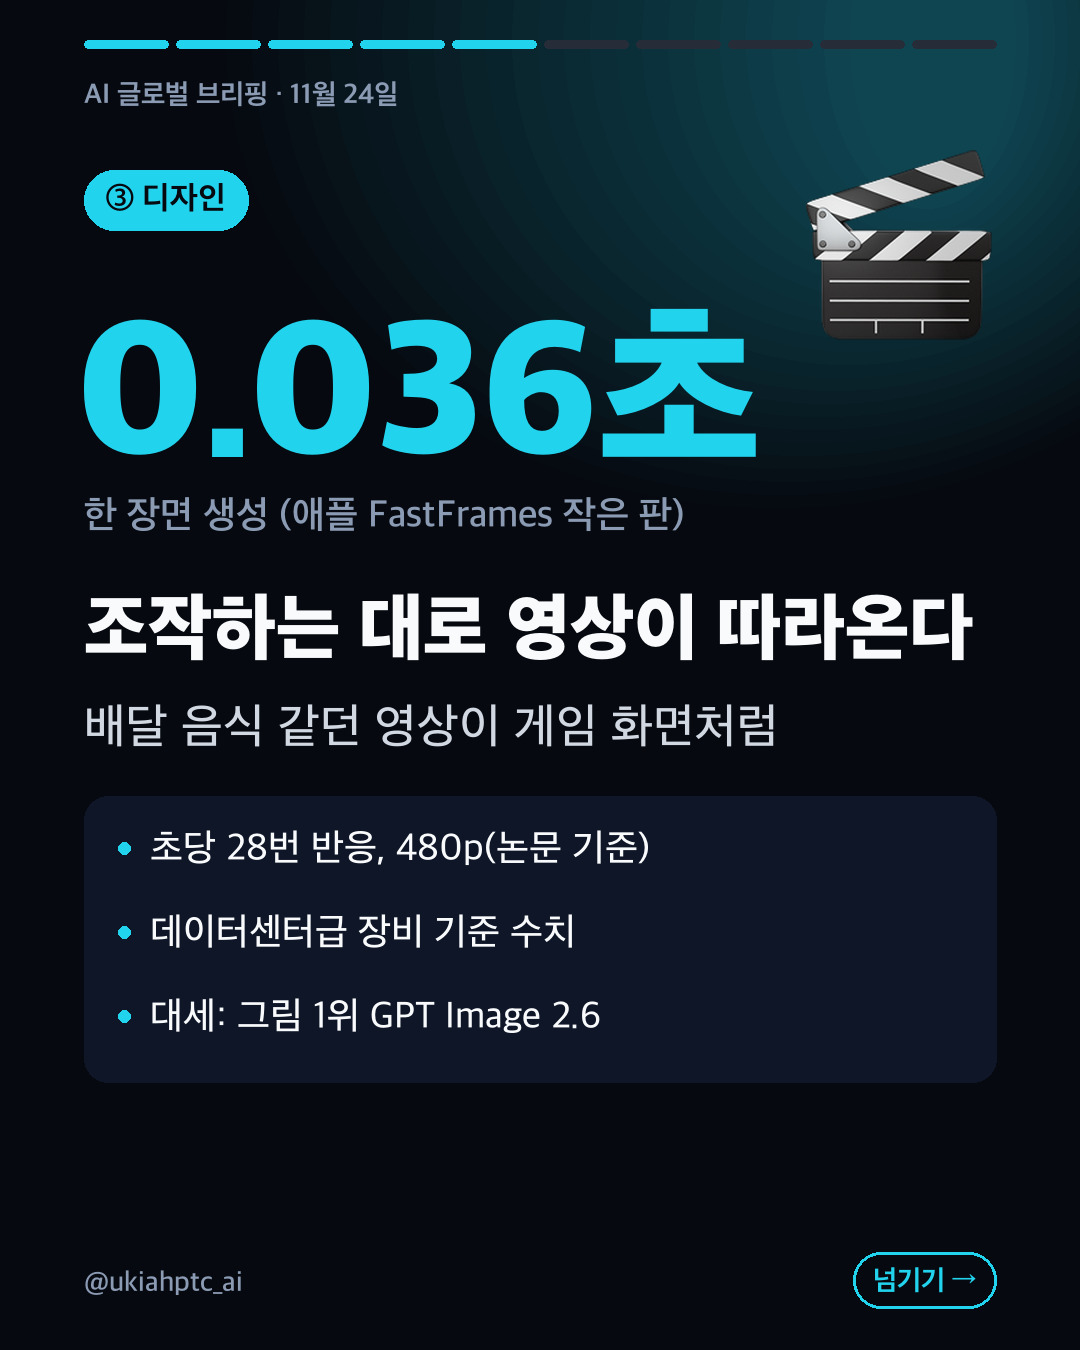 AI 글로벌 브리핑 · 11월 24일
③ 디자인
0.036초
한 장면 생성 (애플 FastFrames 작은 판)
조작하는 대로 영상이 따라온다
배달 음식 같던 영상이 게임 화면처럼
• 초당 28번 반응, 480p(논문 기준)
• 데이터센터급 장비 기준 수치
• 대세: 그림 1위 GPT Image 2.6
@ukiahptc_ai
넘기기 →